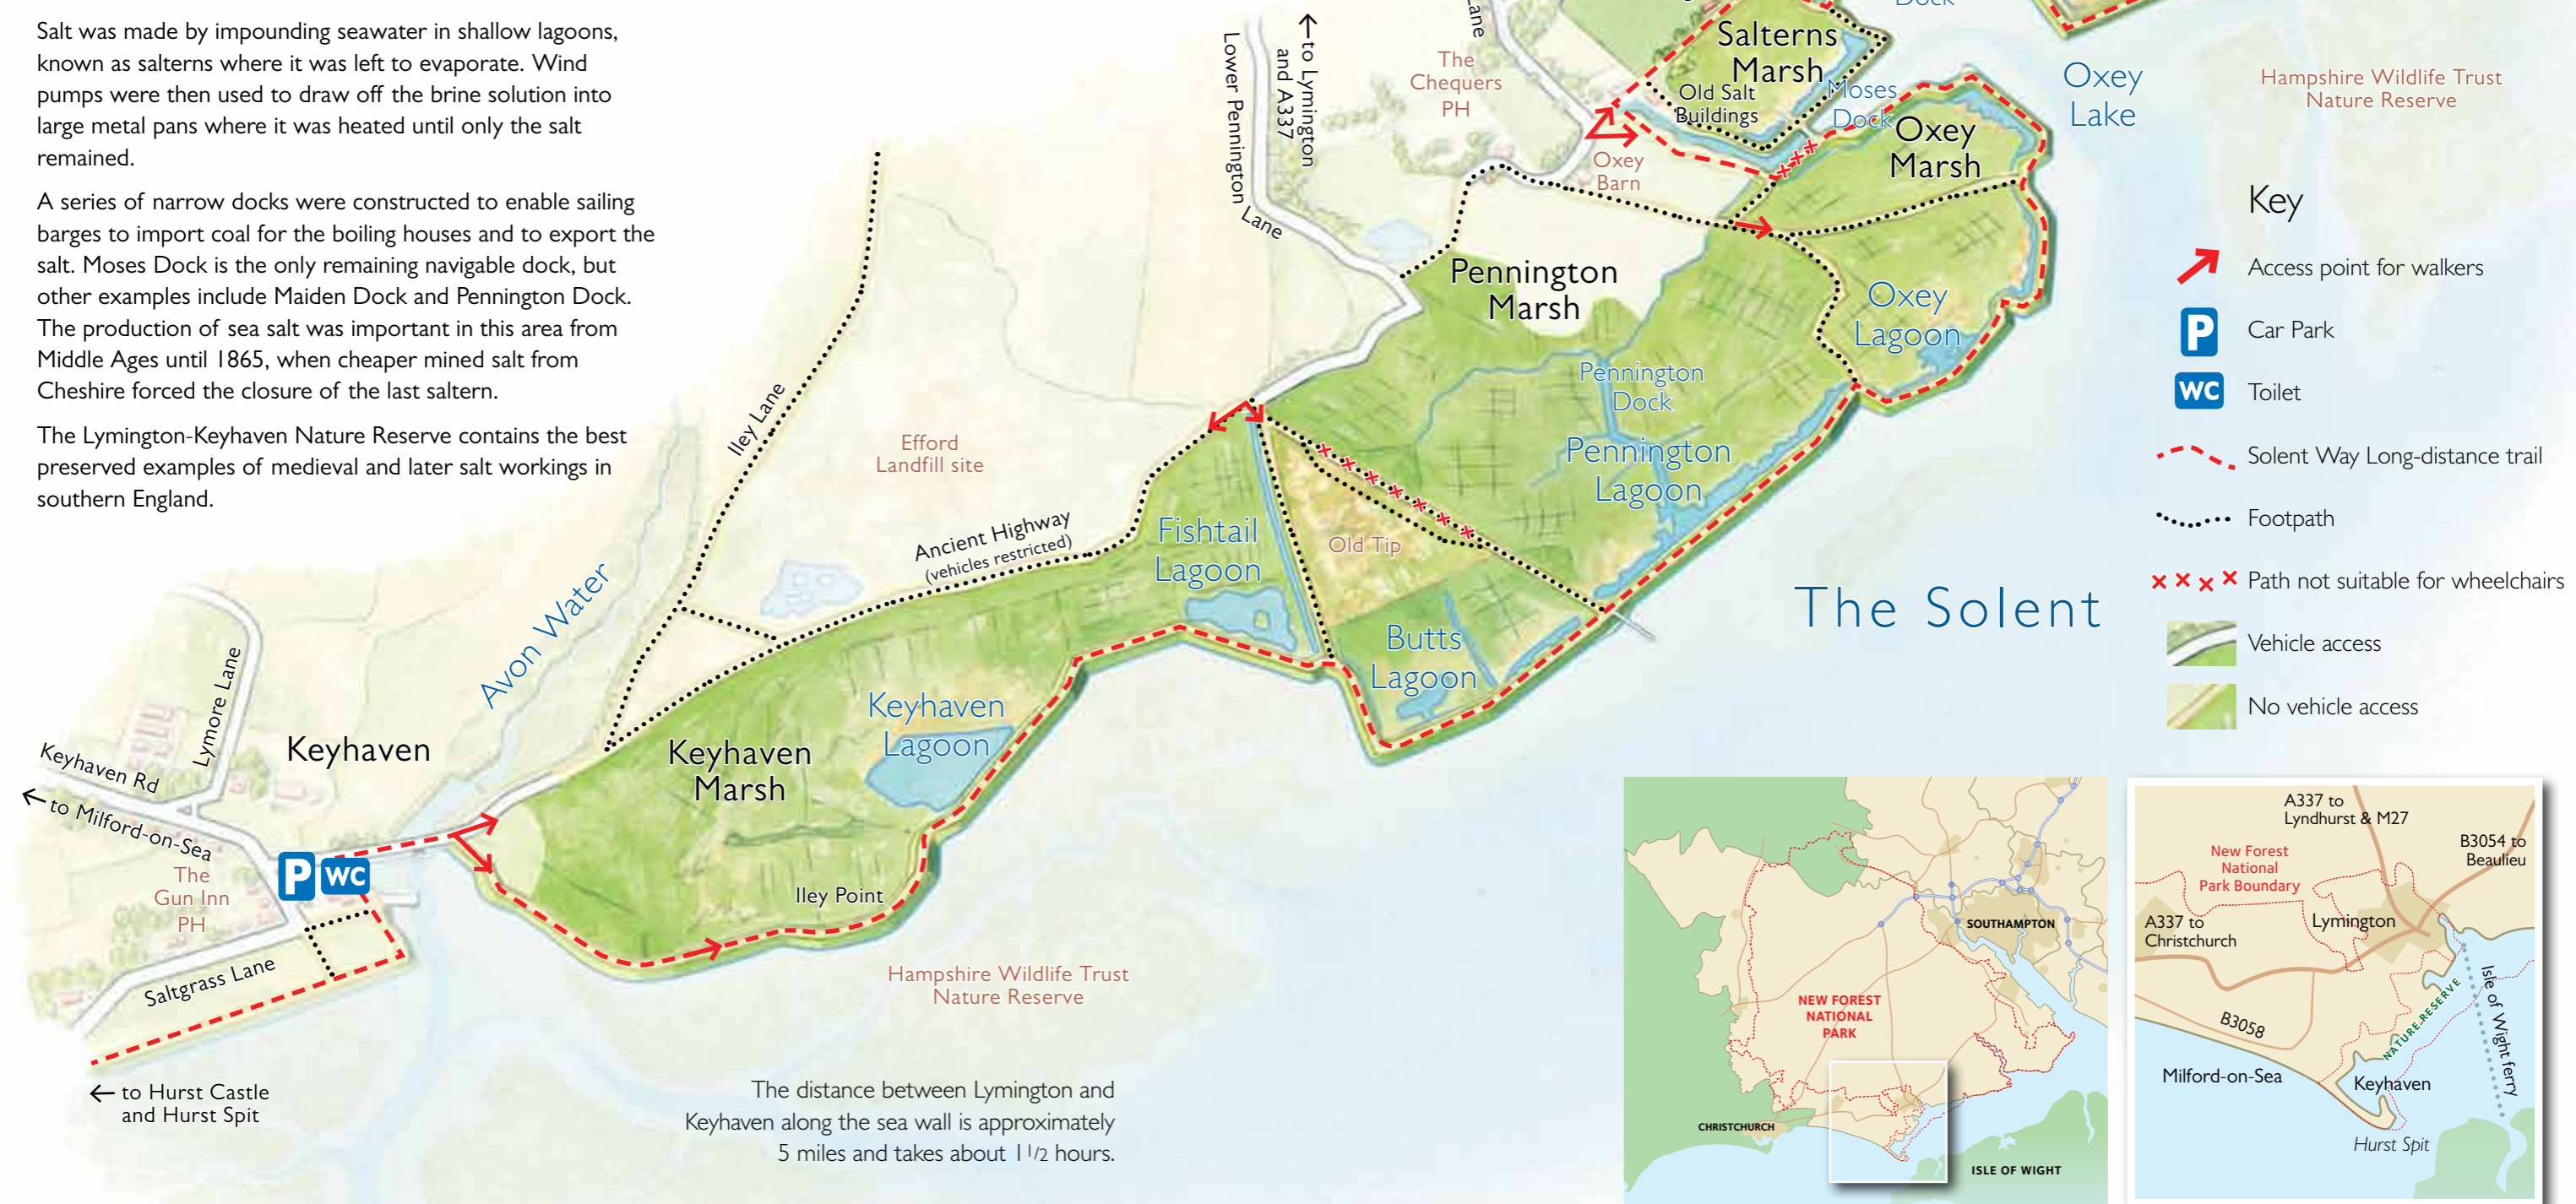 Salt was made by impounding seawater in shallow lagoons,
known as salterns where it was left to evaporate. Wind
pumps were then used to draw off the brine solution into
large metal pans where it was heated until only the salt
remained.
A series of narrow docks were constructed to enable sailing
barges to import coal for the boiling houses and to export the
salt. Moses Dock is the only remaining navigable dock, but
other examples include Maiden Dock and Pennington Dock.
The production of sea salt was important in this area from
Middle Ages until 1865, when cheaper mined salt from
Cheshire forced the closure of the last saltern.
The Lymington-Keyhaven Nature Reserve contains the best
preserved examples of medieval and later salt workings in
southern England.
Lower Pennington Lane
to Lymington
and A337
Lane
The
Chequers
PH
Salterns
Marsh
Old Salt
Buildings
Moses
Dock
Dock
Oxey
Barn
Oxey
Marsh
Oxey
Lake
Hampshire Wildlife Trust
Nature Reserve
Pennington
Marsh
Oxey
Lagoon
Pennington
Dock
Pennington
Lagoon
Iley Lane
Efford
Landfill site
Ancient Highway
(vehicles restricted)
Fishtail
Lagoon
Old Tip
Butts
Lagoon
The Solent
Avon Water
Lymore Lane
Keyhaven
Keyhaven Rd
to Milford-on-Sea
The
Gun Inn
PH
P
WC
Saltgrass Lane
Keyhaven
Marsh
Keyhaven
Lagoon
Iley Point
Hampshire Wildlife Trust
Nature Reserve
to Hurst Castle
and Hurst Spit
The distance between Lymington and
Keyhaven along the sea wall is approximately
5 miles and takes about 1 1/2 hours.
Key
Access point for walkers
P Car Park
WC Toilet
Solent Way Long-distance trail
Footpath
Path not suitable for wheelchairs
Vehicle access
No vehicle access
SOUTHAMPTON
NEW FOREST
NATIONAL
PARK
CHRISTCHURCH
ISLE OF WIGHT
A337 to
Lyndhurst & M27
B3054 to
Beaulieu
New Forest
National
Park Boundary
A337 to
Christchurch
Lymington
Isle of Wight ferry
NATURE RESERVE
B3058
Milford-on-Sea
Keyhaven
Hurst Spit